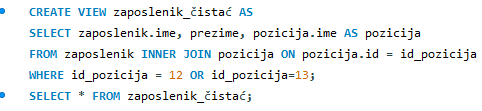 CREATE VIEW zaposlenik_čistać AS
SELECT zaposlenik.ime, prezime, pozicija.ime AS pozicija
FROM zaposlenik INNER JOIN pozicija ON pozicija.id = id_pozicija
WHERE id_pozicija = 12 OR id_pozicija=13;
SELECT * FROM zaposlenik_čistać;